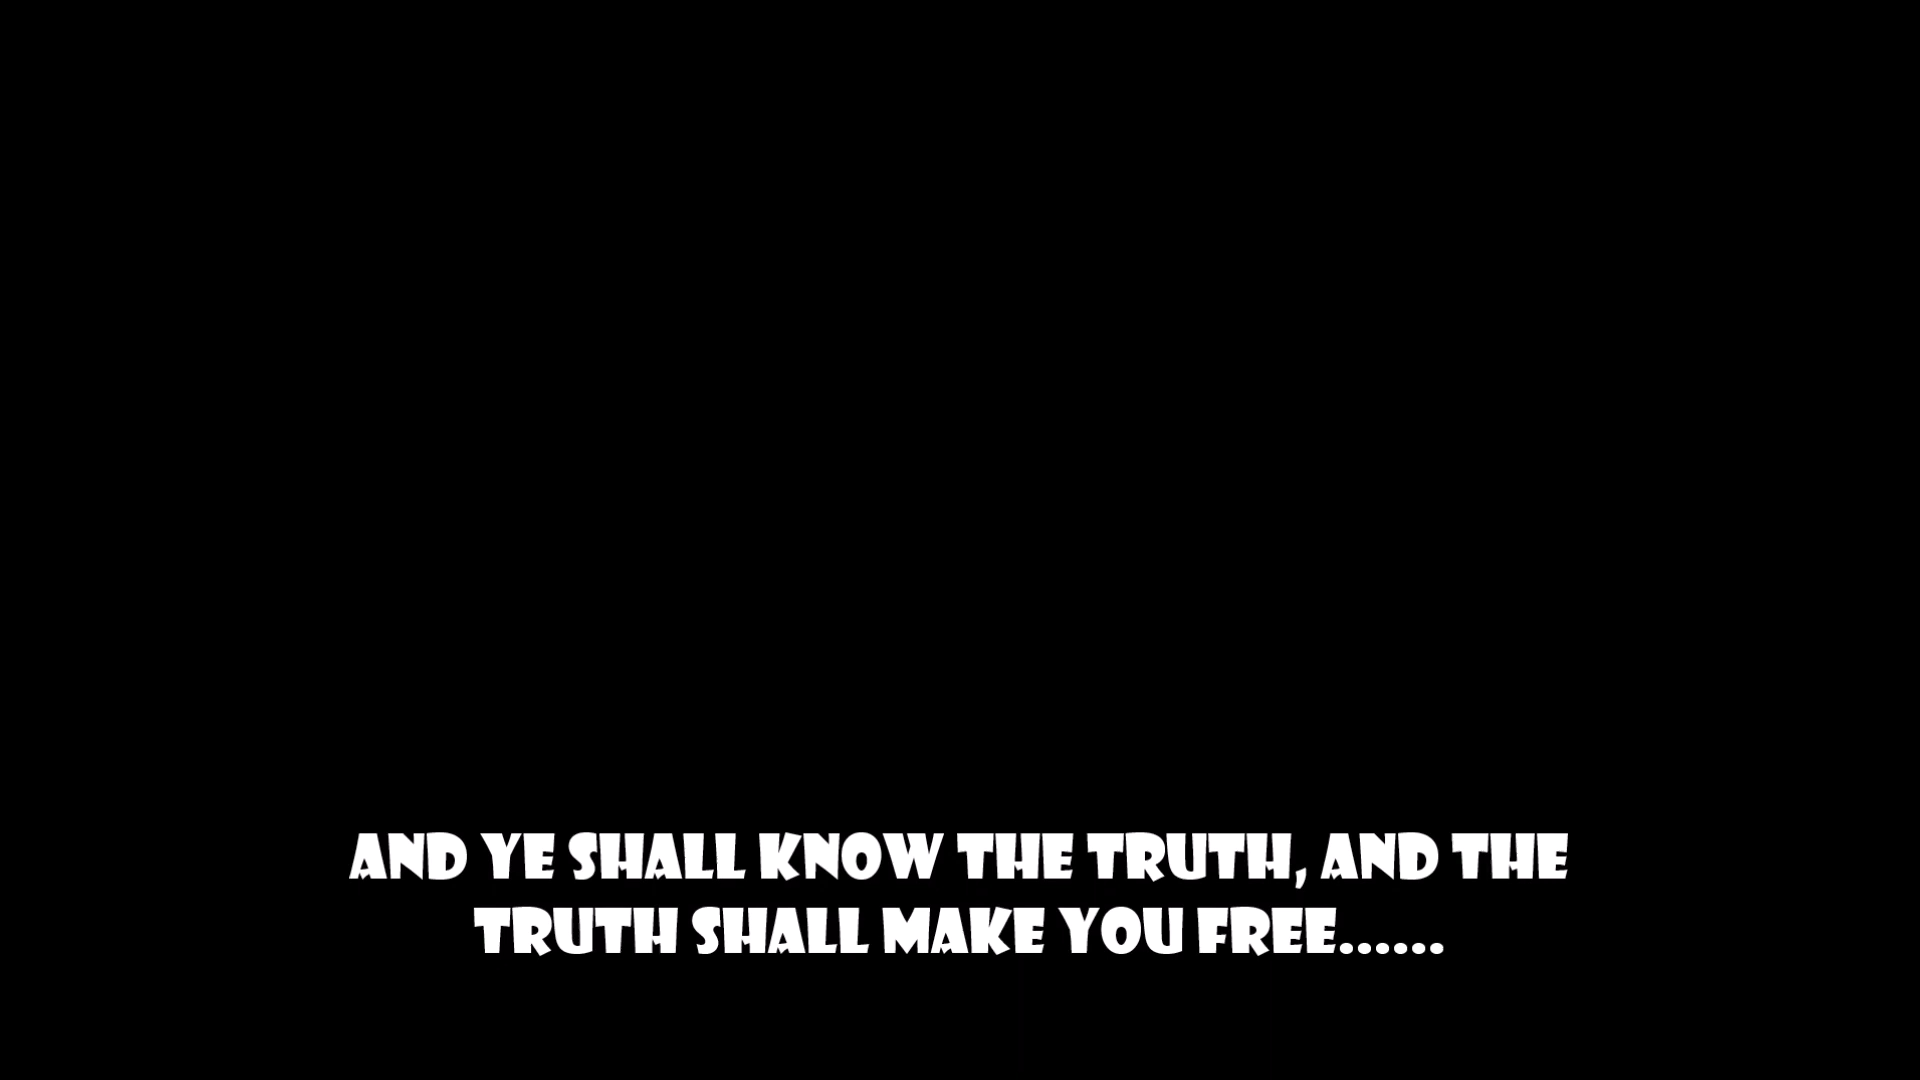 AND YE SHALL KNOW THE TRUTH, AND THE
TRUTH SHALL MAKE YOU FREE......